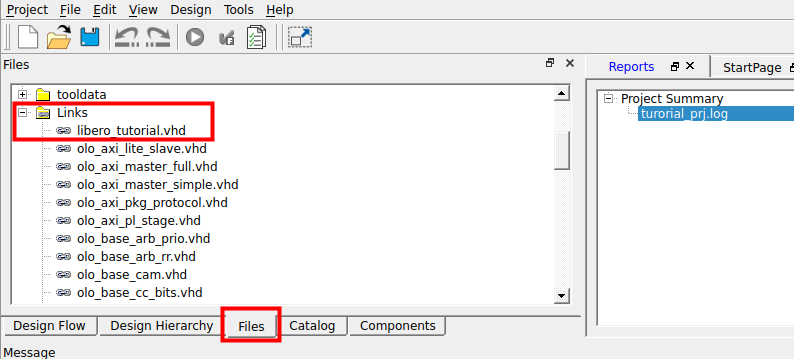 Project File Edit View Design Tools Help
Files
tooldata
Links
libero_tutorial.vhd
olo_axi_lite_slave.vhd
olo_axi_master_full.vhd
olo_axi_master_simple.vhd
olo_axi_pkg_protocol.vhd
olo_axi_pl_stage.vhd
olo_base_arb_prio.vhd
olo_base_arb_rr.vhd
olo_base_cam.vhd
olo_base_cc_bits.vhd
Design Flow Design Hierarchy Files Catalog Components
Reports StartPage
Project Summary
turorial_prj.log
Message